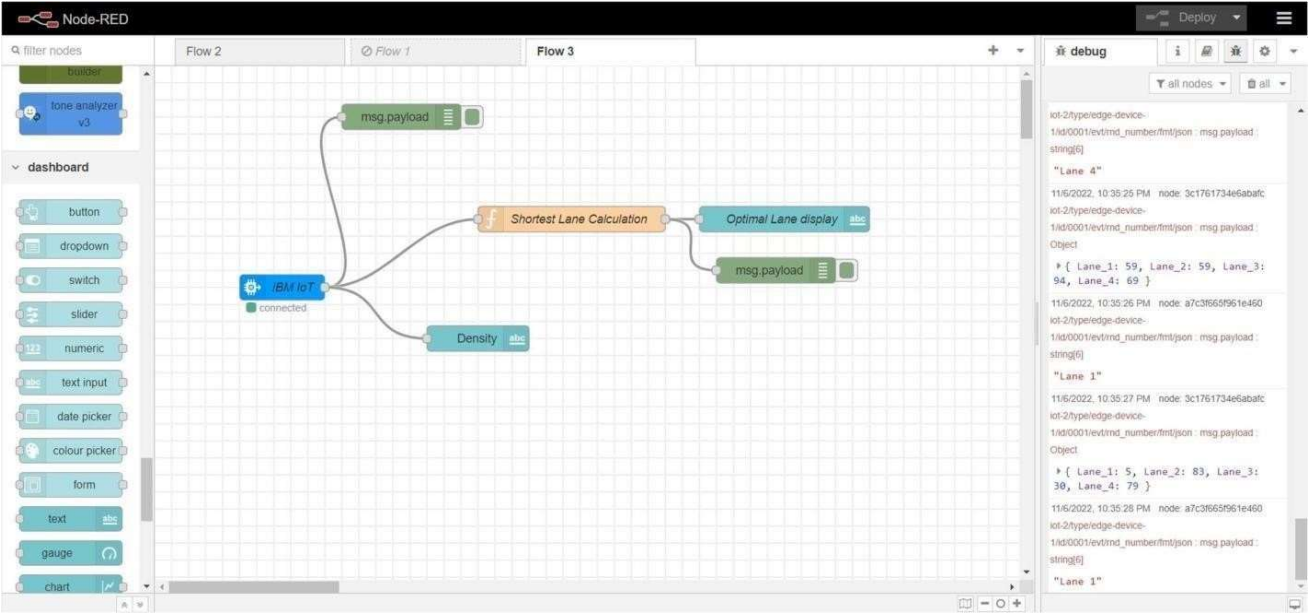 Node-RED
Deploy
filter nodes
Flow 2
Flow 1
Flow 3
debug
i
all nodes
all
builder
tone analyzer
v3
dashboard
button
dropdown
switch
slider
123
numeric
abc
text input
date picker
colour picker
form
text
abc
gauge
chart
msg.payload
f
Shortest Lane Calculation
Optimal Lane display
abc
msg.payload
IBM IoT
connected
Density
abc
iot-2/type/edge-device-
1/id/0001/evt/rnd_number/fmt/json : msg.payload :
string[6]
"Lane 4"
11/6/2022, 10:35:25 PM node: 3c1761734e6abafc
iot-2/type/edge-device-
1/id/0001/evt/rnd_number/fmt/json : msg.payload :
Object
{ Lane_1: 59, Lane_2: 59, Lane_3:
94, Lane_4: 69 }
11/6/2022, 10:35:26 PM node: a7c3f665f961e460
iot-2/type/edge-device-
1/id/0001/evt/rnd_number/fmt/json : msg.payload :
string[6]
"Lane 1"
11/6/2022, 10:35:27 PM node: 3c1761734e6abafc
iot-2/type/edge-device-
1/id/0001/evt/rnd_number/fmt/json : msg.payload :
Object
{ Lane_1: 5, Lane_2: 83, Lane_3:
30, Lane_4: 79 }
11/6/2022, 10:35:28 PM node: a7c3f665f961e460
iot-2/type/edge-device-
1/id/0001/evt/rnd_number/fmt/json : msg.payload :
string[6]
"Lane 1"